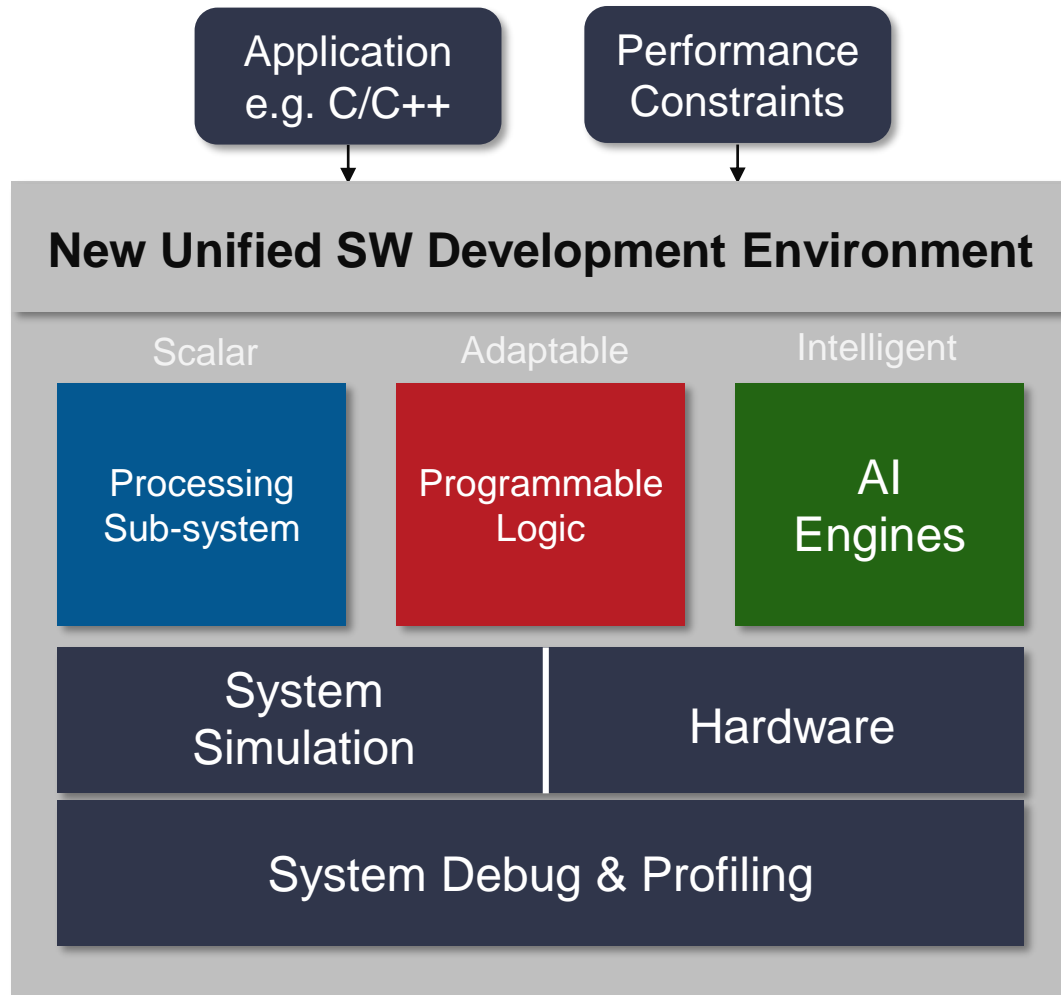 Application
e.g. C/C++
Performance
Constraints
New Unified SW Development Environment
Scalar
Adaptable
Intelligent
Processing
Sub-system
Programmable
Logic
AI
Engines
System
Simulation
Hardware
System Debug & Profiling